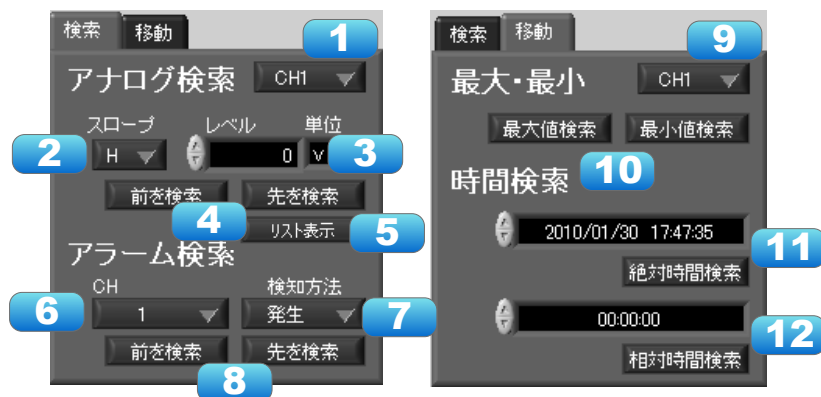 検索 移動
1
アナログ検索 CH1
スロープ レベル 単位
2 H 0 V 3
前を検索 先を検索
4 リスト表示 5
アラーム検索
CH 検知方法
6 1 発生 7
前を検索 先を検索
8
検索 移動
9
最大・最小 CH1
最大値検索 最小値検索
時間検索 10
2010/01/30 17:47:35
11
絶対時間検索
00:00:00
12
相対時間検索